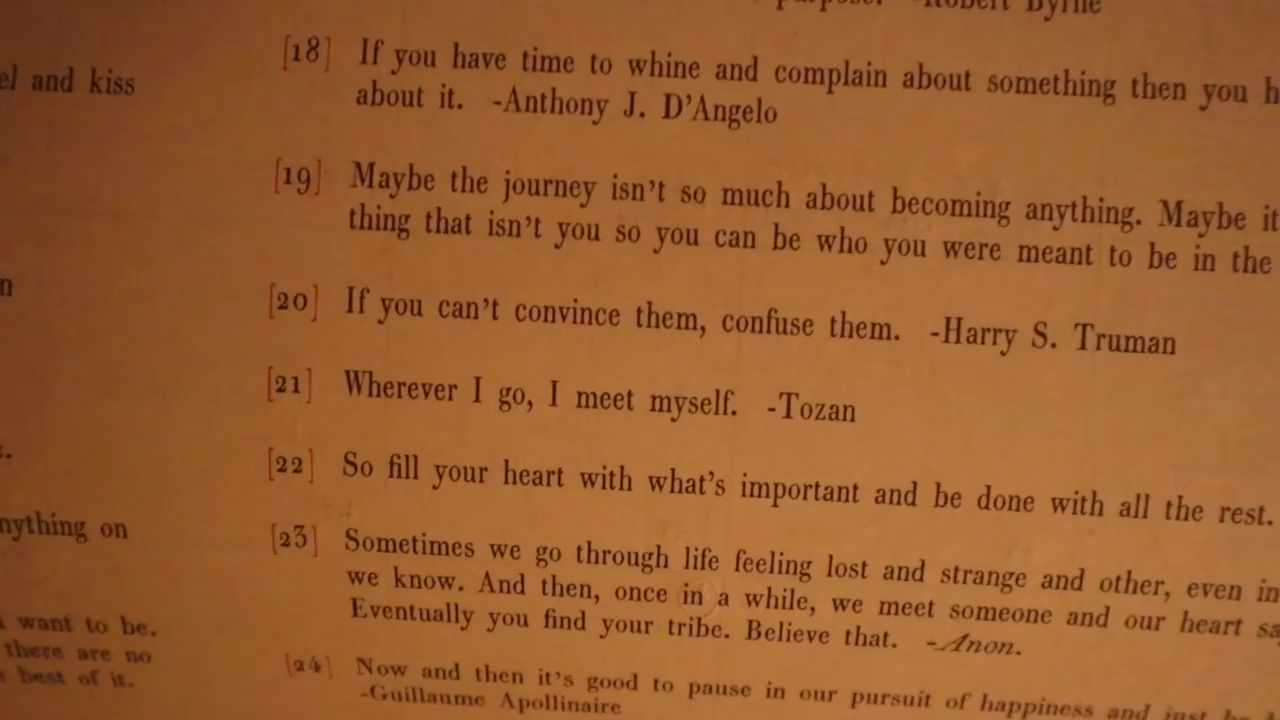 purpose. -Robert Byrne
el and kiss
[18] If you have time to whine and complain about something then you h
about it. -Anthony J. D'Angelo
[19] Maybe the journey isn't so much about becoming anything. Maybe it
thing that isn't you so you can be who you were meant to be in the
n
[20] If you can't convince them, confuse them. -Harry S. Truman
[21] Wherever I go, I meet myself. -Tozan
[22] So fill your heart with what's important and be done with all the rest.
nything on
[23] Sometimes we go through life feeling lost and strange and other, even in
we know. And then, once in a while, we meet someone and our heart sa
Eventually you find your tribe. Believe that. -Anon.
want to be.
there are no
best of it.
[24] Now and then it's good to pause in our pursuit of happiness and just be
-Guillaume Apollinaire